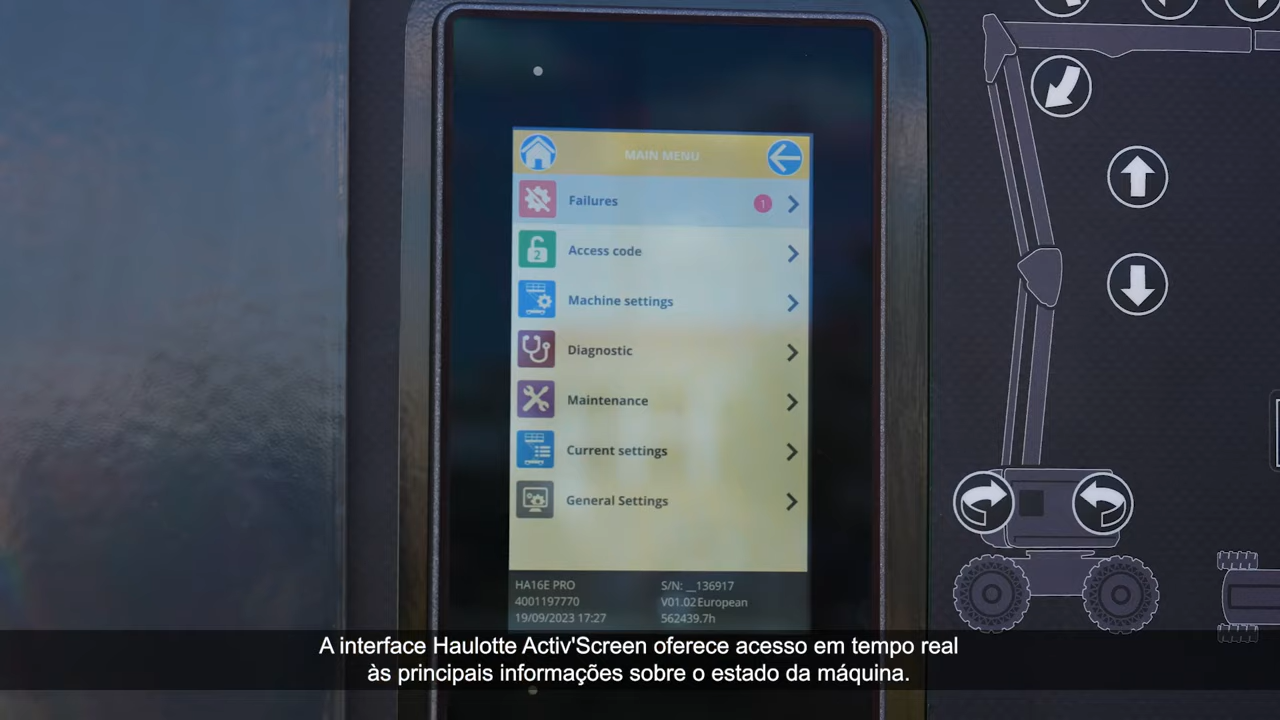 MAIN MENU
Failures 1
Access code
2
Machine settings
Diagnostic
Maintenance
Current settings
General Settings
HA16E PRO S/N: __136917
4001197770 V01.02 European
19/09/2023 17:27 562439.7h
A interface Haulotte Activ'Screen oferece acesso em tempo real
às principais informações sobre o estado da máquina.